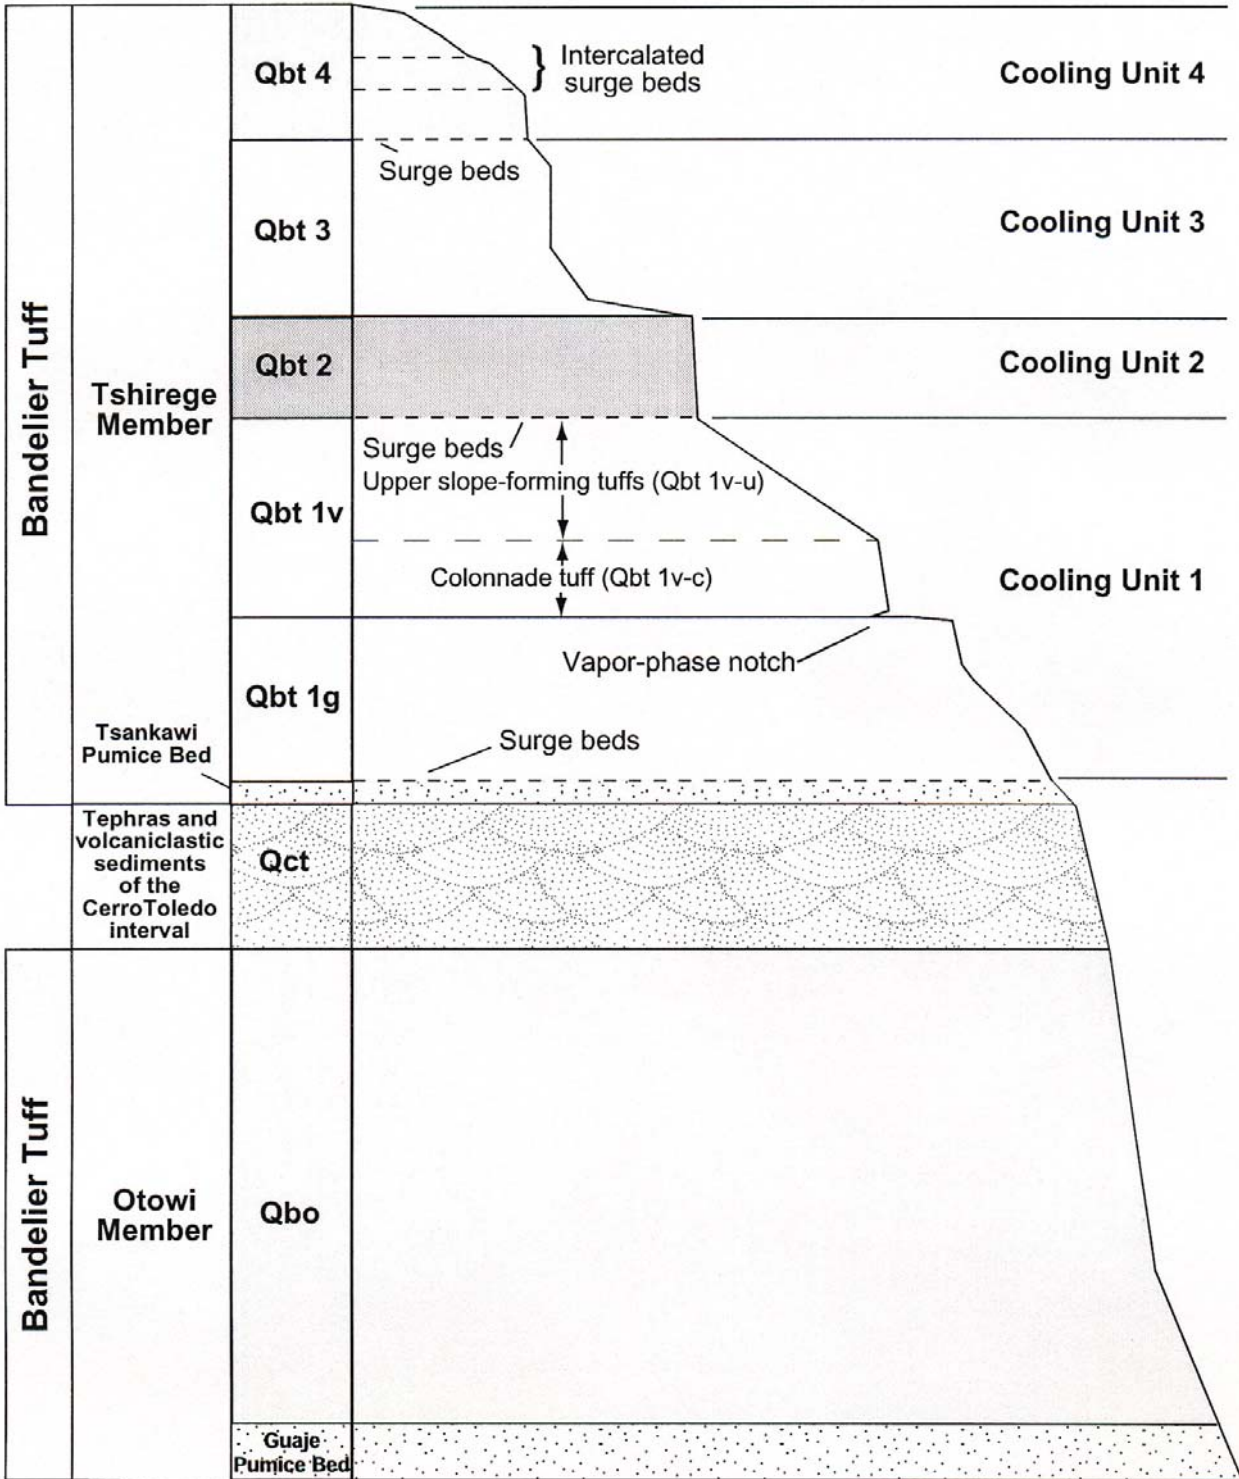 Qbt 4
Intercalated
surge beds
Cooling Unit 4
Surge beds
Qbt 3
Cooling Unit 3
Bandelier Tuff
Tshirege
Member
Qbt 2
Cooling Unit 2
Surge beds
Upper slope-forming tuffs (Qbt 1v-u)
Qbt 1v
Colonnade tuff (Qbt 1v-c)
Cooling Unit 1
Vapor-phase notch
Qbt 1g
Tsankawi
Pumice Bed
Surge beds
Tephras and
volcaniclastic
sediments
of the
CerroToledo
interval
Qct
Bandelier Tuff
Otowi
Member
Qbo
Guaje
Pumice Bed